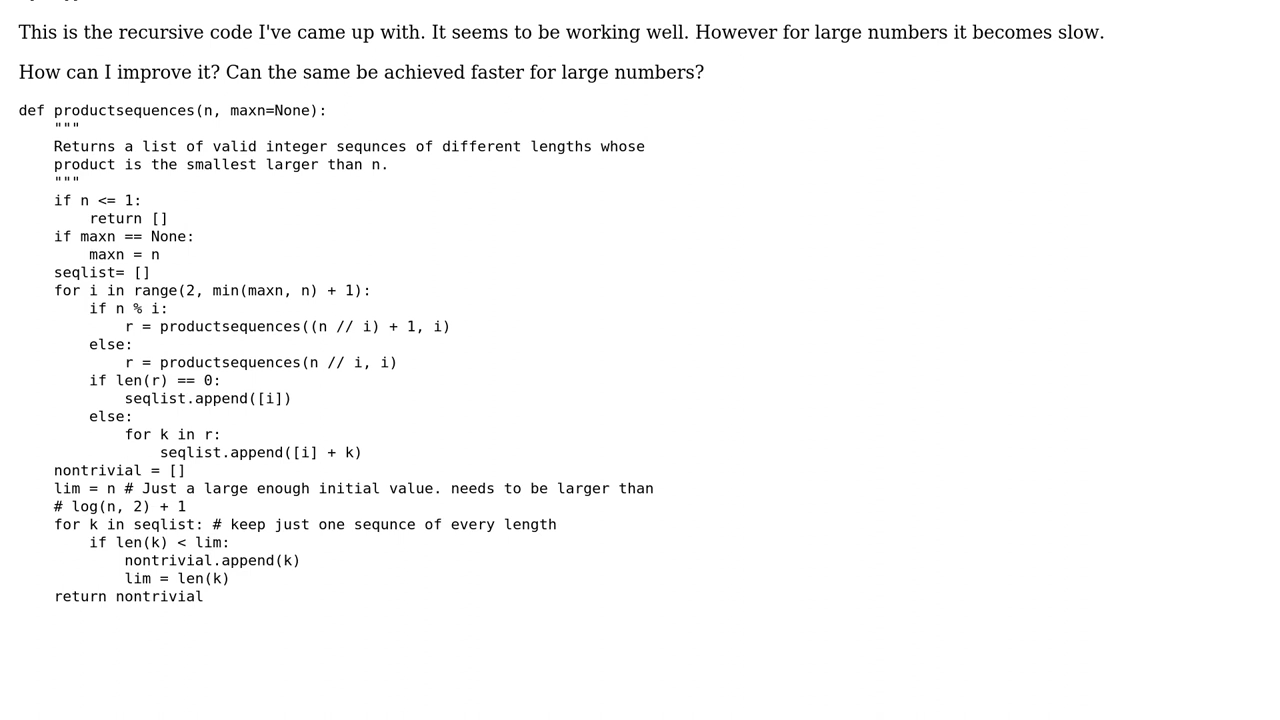 This is the recursive code I've came up with. It seems to be working well. However for large numbers it becomes slow.
How can I improve it? Can the same be achieved faster for large numbers?
def productsequences(n, maxn=None):
    """
    Returns a list of valid integer sequnces of different lengths whose
    product is the smallest larger than n.
    """
    if n <= 1:
        return []
    if maxn == None:
        maxn = n
    seqlist= []
    for i in range(2, min(maxn, n) + 1):
        if n % i:
            r = productsequences((n // i) + 1, i)
        else:
            r = productsequences(n // i, i)
        if len(r) == 0:
            seqlist.append([i])
        else:
            for k in r:
                seqlist.append([i] + k)
    nontrivial = []
    lim = n # Just a large enough initial value. needs to be larger than
    # log(n, 2) + 1
    for k in seqlist: # keep just one sequnce of every length
        if len(k) < lim:
            nontrivial.append(k)
            lim = len(k)
    return nontrivial